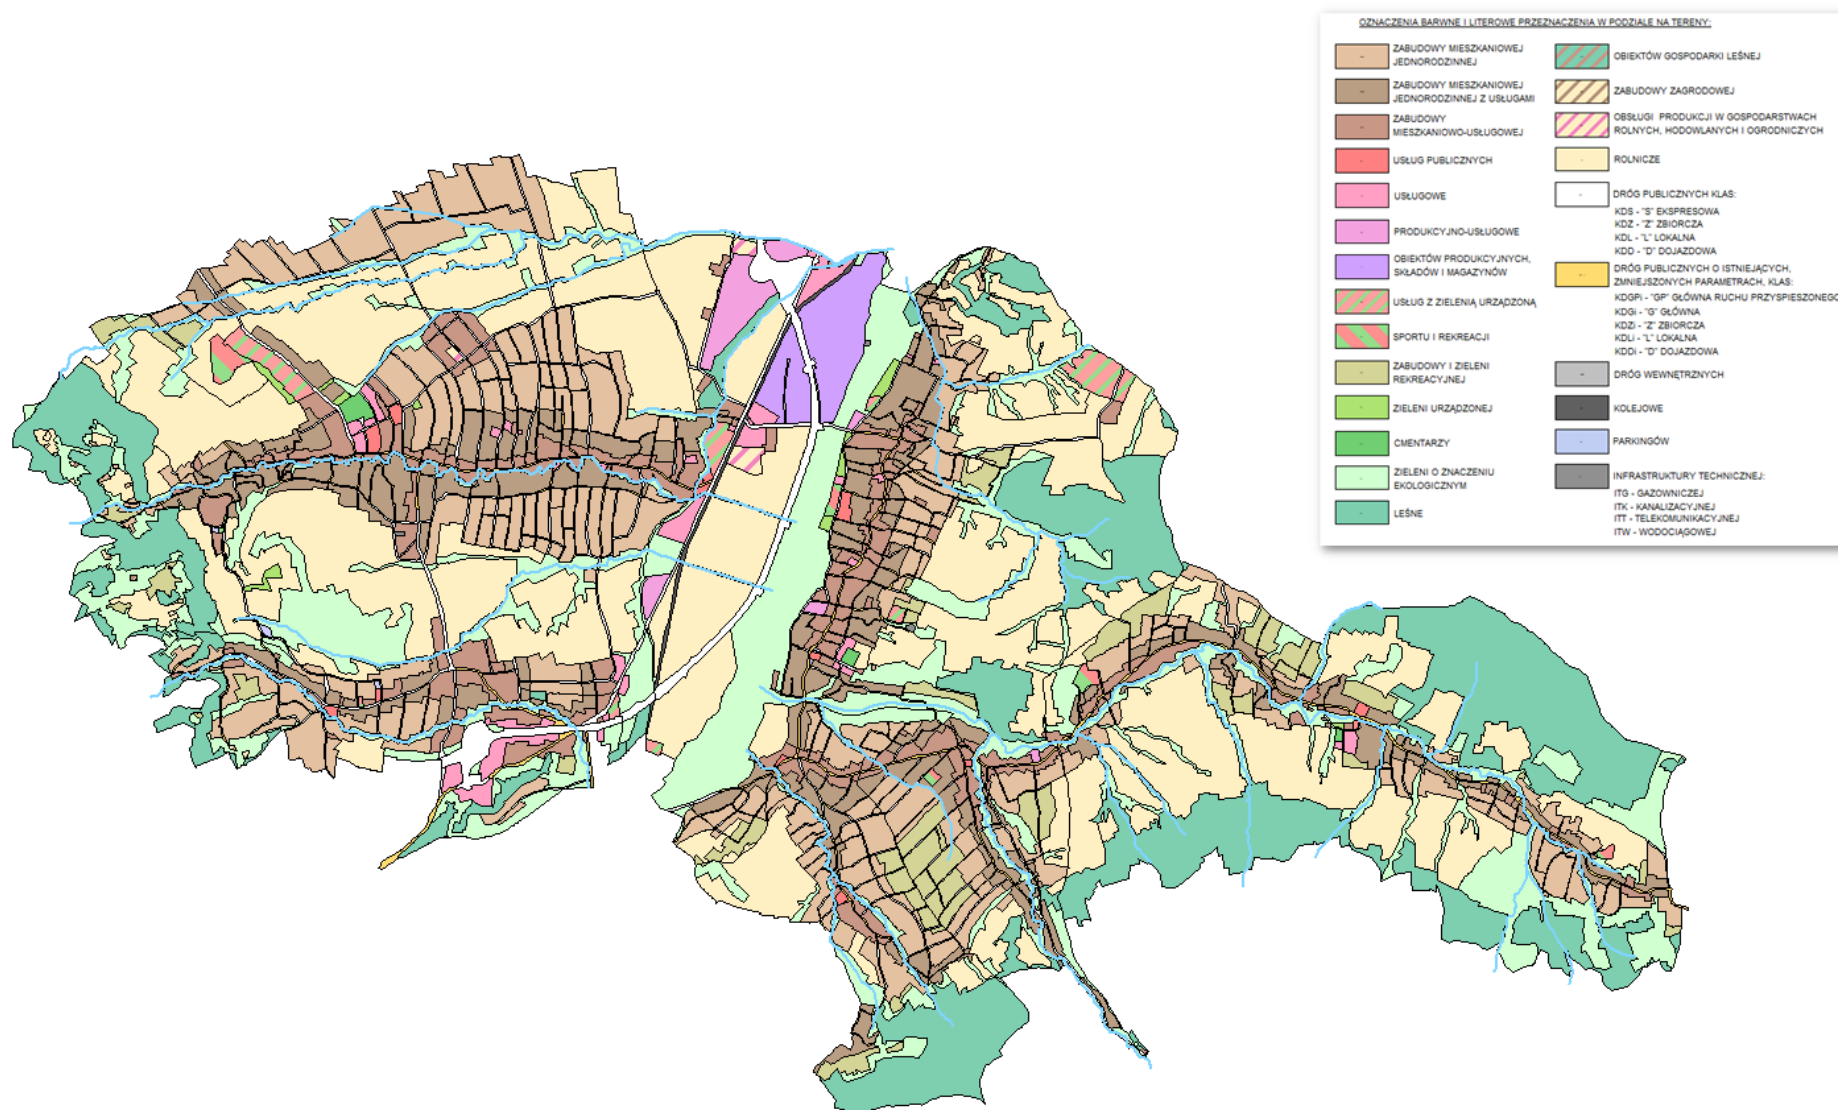 OZNACZENIA BARWNE I LITEROWE PRZEZNACZENIA W PODZIALE NA TERENY:
ZABUDOWY MIESZKANIOWEJ
JEDNORODZINNEJ
ZABUDOWY MIESZKANIOWEJ
JEDNORODZINNEJ Z USŁUGAMI
ZABUDOWY
MIESZKANIOWO-USŁUGOWEJ
USŁUG PUBLICZNYCH
USŁUGOWE
PRODUKCYJNO-USŁUGOWE
OBIEKTÓW PRODUKCYJNYCH,
SKŁADÓW I MAGAZYNÓW
USŁUG Z ZIELENIĄ URZĄDZONĄ
SPORTU I REKREACJI
ZABUDOWY I ZIELENI
REKREACYJNEJ
ZIELENI URZĄDZONEJ
CMENTARZY
ZIELENI O ZNACZENIU
EKOLOGICZNYM
LEŚNE
OBIEKTÓW GOSPODARKI LEŚNEJ
ZABUDOWY ZAGRODOWEJ
OBSŁUGI PRODUKCJI W GOSPODARSTWACH
ROLNYCH, HODOWLANYCH I OGRODNICZYCH
ROLNICZE
DRÓG PUBLICZNYCH KLAS:
KDS - "S" EKSPRESOWA
KDZ - "Z" ZBIORCZA
KDL - "L" LOKALNA
KDD - "D" DOJAZDOWA
DRÓG PUBLICZNYCH O ISTNIEJĄCYCH,
ZMNIEJSZONYCH PARAMETRACH, KLAS:
KDGPi - "GP" GŁÓWNA RUCHU PRZYSPIESZONEGO
KDGi - "G" GŁÓWNA
KDZi - "Z" ZBIORCZA
KDLi - "L" LOKALNA
KDDi - "D" DOJAZDOWA
DRÓG WEWNĘTRZNYCH
KOLEJOWE
PARKINGÓW
INFRASTRUKTURY TECHNICZNEJ:
ITG - GAZOWNICZEJ
ITK - KANALIZACYJNEJ
ITT - TELEKOMUNIKACYJNEJ
ITW - WODOCIĄGOWEJ